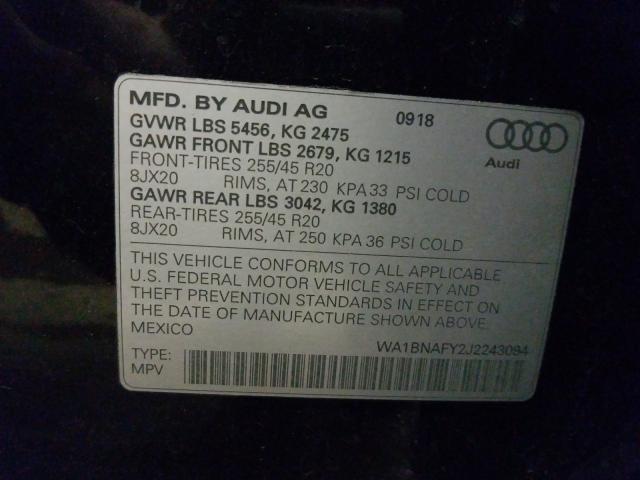 MFD. BY AUDI AG 0918
GVWR LBS 5456, KG 2475
GAWR FRONT LBS 2679, KG 1215
FRONT-TIRES 255/45 R20
8JX20 RIMS, AT 230 KPA 33 PSI COLD
GAWR REAR LBS 3042, KG 1380
REAR-TIRES 255/45 R20
8JX20 RIMS, AT 250 KPA 36 PSI COLD
Audi
THIS VEHICLE CONFORMS TO ALL APPLICABLE
U.S. FEDERAL MOTOR VEHICLE SAFETY AND
THEFT PREVENTION STANDARDS IN EFFECT ON
THE DATE OF MANUFACTURE SHOWN ABOVE.
MEXICO
WA1BNAFY2J2243094
TYPE:
MPV